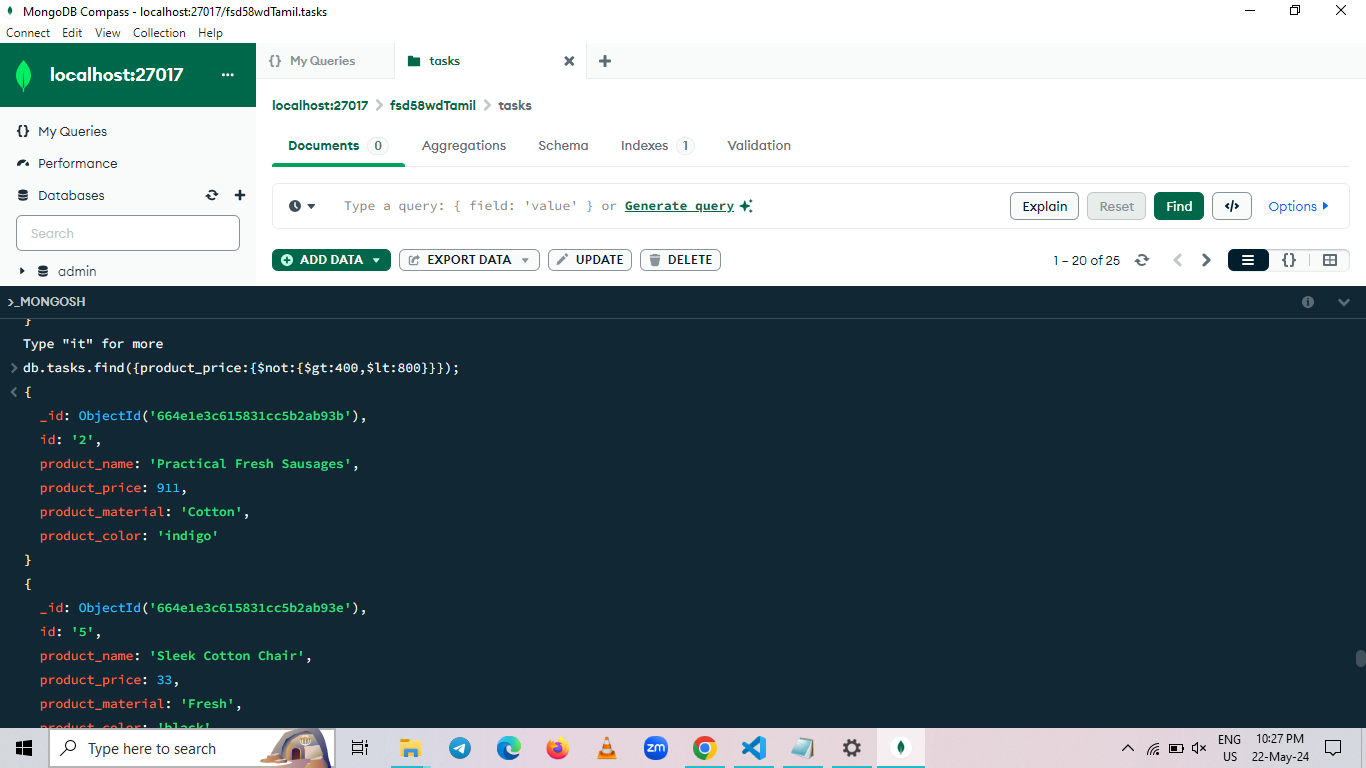 MongoDB Compass - localhost:27017/fsd58wdTamil.tasks
Connect Edit View Collection Help
localhost:27017 ...
{} My Queries
tasks
localhost:27017 > fsd58wdTamil > tasks
{} My Queries
Performance
Databases
Search
admin
Documents 0 Aggregations Schema Indexes 1 Validation
Type a query: { field: 'value' } or Generate query
Explain Reset Find </> Options
ADD DATA EXPORT DATA UPDATE DELETE
1 – 20 of 25 {}
>_MONGOSH
}
Type "it" for more
> db.tasks.find({product_price:{$not:{$gt:400,$lt:800}}});
< {
_id: ObjectId('664e1e3c615831cc5b2ab93b'),
id: '2',
product_name: 'Practical Fresh Sausages',
product_price: 911,
product_material: 'Cotton',
product_color: 'indigo'
}
{
_id: ObjectId('664e1e3c615831cc5b2ab93e'),
id: '5',
product_name: 'Sleek Cotton Chair',
product_price: 33,
product_material: 'Fresh',
product_color: 'black'
Type here to search
zm
ENG
US
10:27 PM
22-May-24